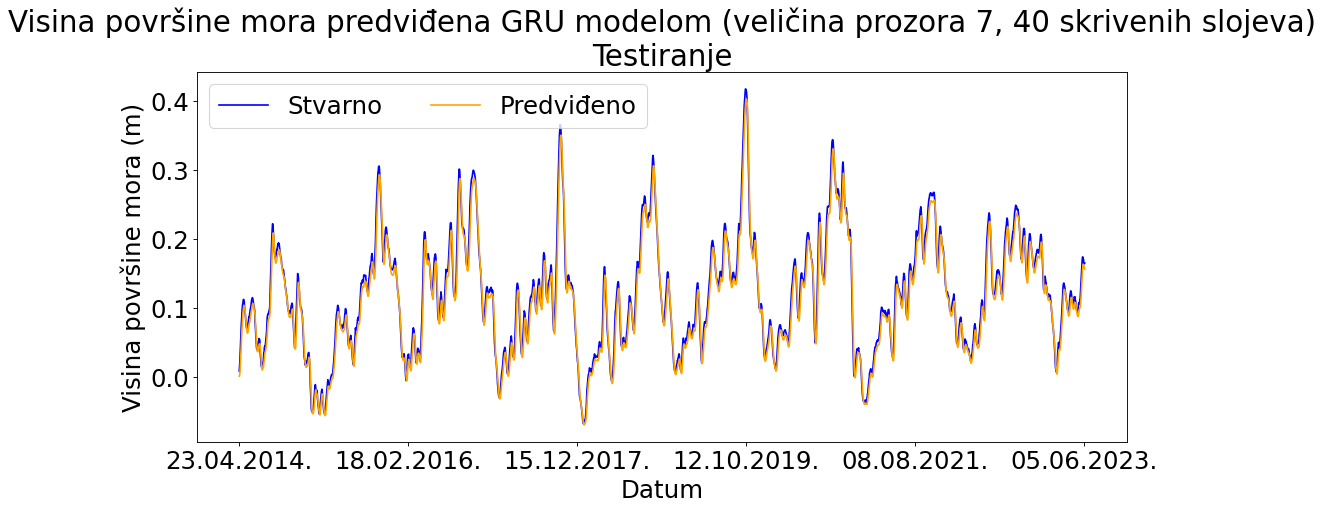 Visina površine mora predviđena GRU modelom (veličina prozora 7, 40 skrivenih slojeva)
Testiranje
Stvarno Predviđeno
Visina površine mora (m)
0.4
0.3
0.2
0.1
0.0
23.04.2014. 18.02.2016. 15.12.2017. 12.10.2019. 08.08.2021. 05.06.2023.
Datum